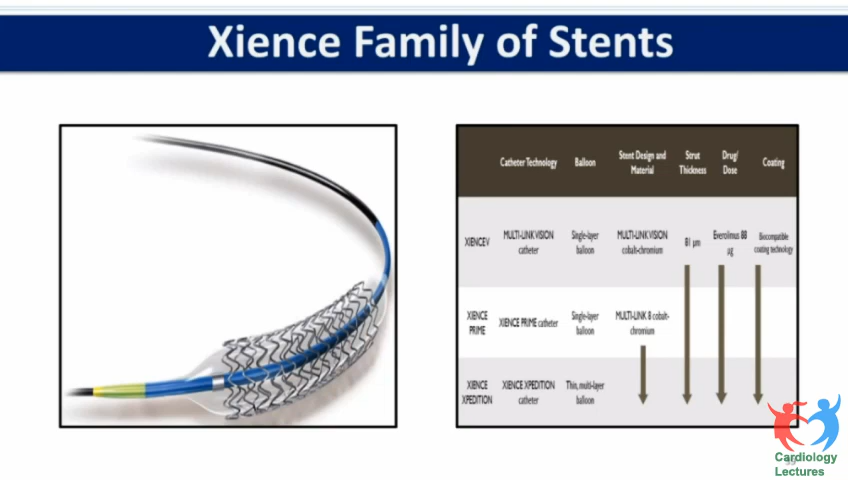 Xience Family of Stents
Catheter Technology
Balloon
Stent Design and
Material
Strut
Thickness
Drug/
Dose
Coating
XIENCE V
MULTI-LINK VISION
catheter
Single-layer
balloon
MULTI-LINK VISION
cobalt-chromium
81 µm
Everolimus 88
µg
Biocompatible
coating technology
XIENCE
PRIME
XIENCE PRIME catheter
Single-layer
balloon
MULTI-LINK 8 cobalt-
chromium
XIENCE
XPEDITION
XIENCE XPEDITION
catheter
Thin, multi-layer
balloon
Cardiology
Lectures